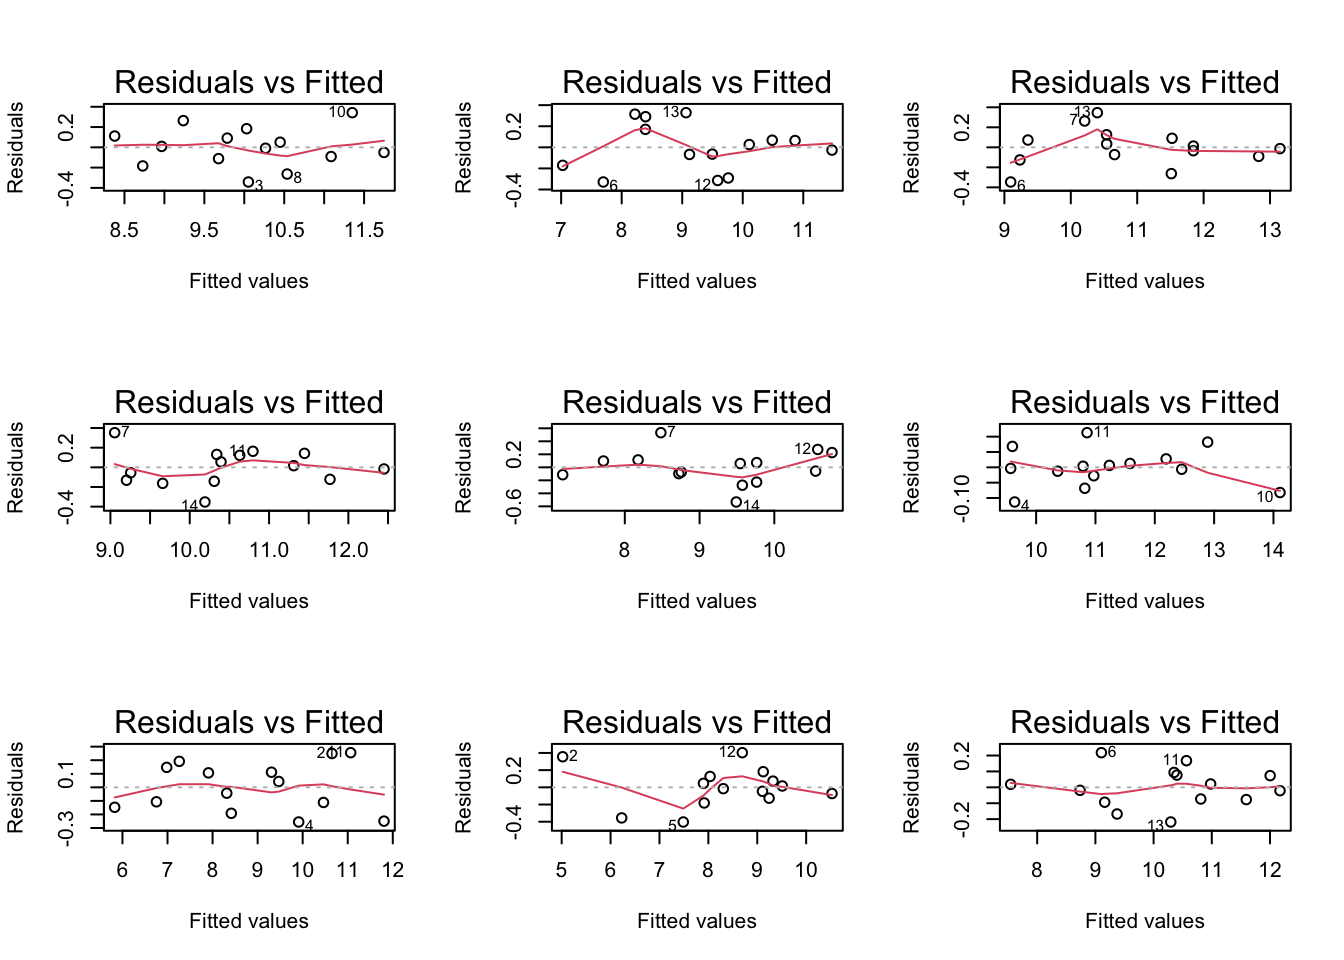 Residuals vs Fitted
Residuals
-0.4 0.2
10
3
8
8.5 9.5 10.5 11.5
Fitted values
Residuals vs Fitted
Residuals
-0.4 0.2
13
6
12
7 8 9 10 11
Fitted values
Residuals vs Fitted
Residuals
-0.4 0.2
13
7
6
9 10 11 12 13
Fitted values
Residuals vs Fitted
Residuals
-0.4 0.2
7
11
14
9.0 10.0 11.0 12.0
Fitted values
Residuals vs Fitted
Residuals
-0.6 0.2
7
12
14
8 9 10
Fitted values
Residuals vs Fitted
Residuals
-0.10
11
4
10
10 11 12 13 14
Fitted values
Residuals vs Fitted
Residuals
-0.3 0.1
2
11
4
6 7 8 9 10 11 12
Fitted values
Residuals vs Fitted
Residuals
-0.4 0.2
2
12
5
5 6 7 8 9 10
Fitted values
Residuals vs Fitted
Residuals
-0.2 0.2
6
11
13
8 9 10 11 12
Fitted values